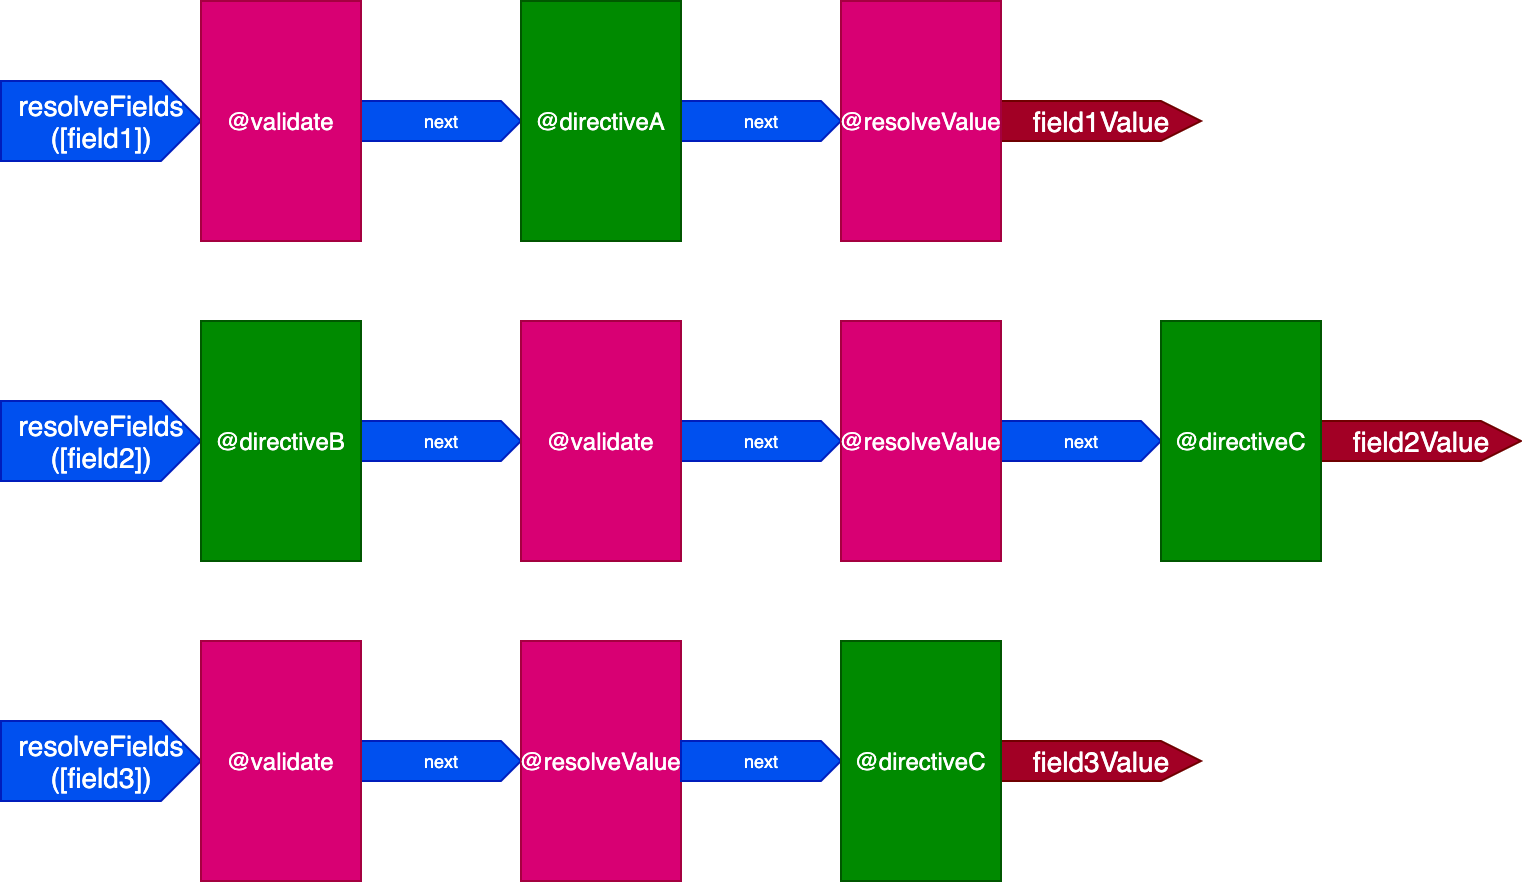 resolveFields
([field1])
@validate
next
@directiveA
next
@resolveValue
field1Value
resolveFields
([field2])
@directiveB
next
@validate
next
@resolveValue
next
@directiveC
field2Value
resolveFields
([field3])
@validate
next
@resolveValue
next
@directiveC
field3Value